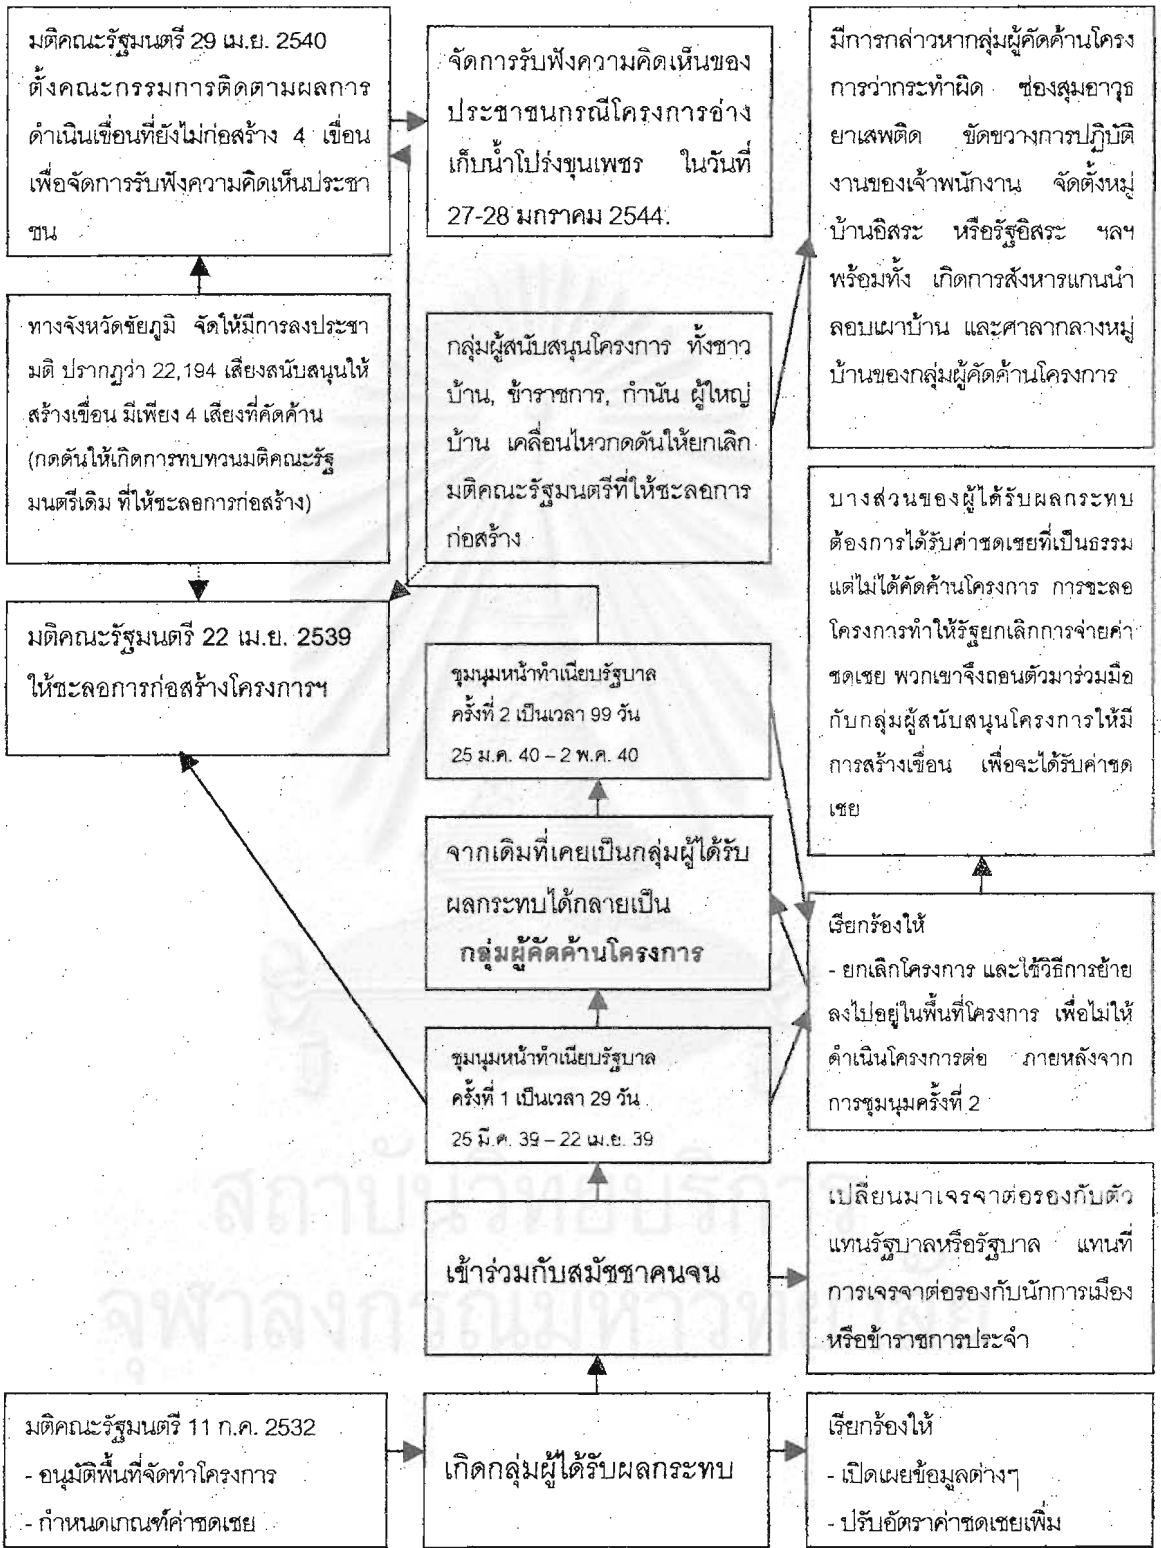 มติคณะรัฐมนตรี 29 เม.ย. 2540
ตั้งคณะกรรมการติดตามผลการ
ดำเนินเขื่อนที่ยังไม่ก่อสร้าง 4 เขื่อน
เพื่อจัดการรับฟังความคิดเห็นประชา
ชน
จัดการรับฟังความคิดเห็นของ
ประชาชนกรณีโครงการอ่าง
เก็บน้ำโปร่งขุนเพชร ในวันที่
27-28 มกราคม 2544.
มีการกล่าวหากลุ่มผู้คัดค้านโครง
การว่ากระทำผิด ซ่องสุมอาวุธ
ยาเสพติด ขัดขวางการปฏิบัติ
งานของเจ้าพนักงาน จัดตั้งหมู่
บ้านอิสระ หรือรัฐอิสระ ฯลฯ
พร้อมทั้ง เกิดการสังหารแกนนำ
ลอบเผาบ้าน และศาลากลางหมู่
บ้านของกลุ่มผู้คัดค้านโครงการ
ทางจังหวัดชัยภูมิ จัดให้มีการลงประชา
มติ ปรากฏว่า 22,194 เสียงสนับสนุนให้
สร้างเขื่อน มีเพียง 4 เสียงที่คัดค้าน
(กดดันให้เกิดการทบทวนมติคณะรัฐ
มนตรีเดิม ที่ให้ชะลอการก่อสร้าง)
กลุ่มผู้สนับสนุนโครงการ ทั้งชาว
บ้าน, ข้าราชการ, กำนัน ผู้ใหญ่
บ้าน เคลื่อนไหวกดดันให้ยกเลิก
มติคณะรัฐมนตรีที่ให้ชะลอการ
ก่อสร้าง
บางส่วนของผู้ได้รับผลกระทบ
ต้องการได้รับค่าชดเชยที่เป็นธรรม
แต่ไม่ได้คัดค้านโครงการ การชะลอ
โครงการทำให้รัฐยกเลิกการจ่ายค่า
ชดเชย พวกเขาจึงถอนตัวมาร่วมมือ
กับกลุ่มผู้สนับสนุนโครงการให้มี
การสร้างเขื่อน เพื่อจะได้รับค่าชด
เชย
มติคณะรัฐมนตรี 22 เม.ย. 2539
ให้ชะลอการก่อสร้างโครงการฯ
ชุมนุมหน้าทำเนียบรัฐบาล
ครั้งที่ 2 เป็นเวลา 99 วัน
25 ม.ค. 40 – 2 พ.ค. 40
จากเดิมที่เคยเป็นกลุ่มผู้ได้รับ
ผลกระทบได้กลายเป็น
กลุ่มผู้คัดค้านโครงการ
เรียกร้องให้
- ยกเลิกโครงการ และใช้วิธีการย้าย
ลงไปอยู่ในพื้นที่โครงการ เพื่อไม่ให้
ดำเนินโครงการต่อ ภายหลังจาก
การชุมนุมครั้งที่ 2
ชุมนุมหน้าทำเนียบรัฐบาล
ครั้งที่ 1 เป็นเวลา 29 วัน
25 มี.ค. 39 – 22 เม.ย. 39
เข้าร่วมกับสมัชชาคนจน
เปลี่ยนมาเจรจาต่อรองกับตัว
แทนรัฐบาลหรือรัฐบาล แทนที่
การเจรจาต่อรองกับนักการเมือง
หรือข้าราชการประจำ
มติคณะรัฐมนตรี 11 ก.ค. 2532
- อนุมัติพื้นที่จัดทำโครงการ
- กำหนดเกณฑ์ค่าชดเชย
เกิดกลุ่มผู้ได้รับผลกระทบ
เรียกร้องให้
- เปิดเผยข้อมูลต่างๆ
- ปรับอัตราค่าชดเชยเพิ่ม
สถาบันวิทยบริการ
จุฬาลงกรณ์มหาวิทยาลัย